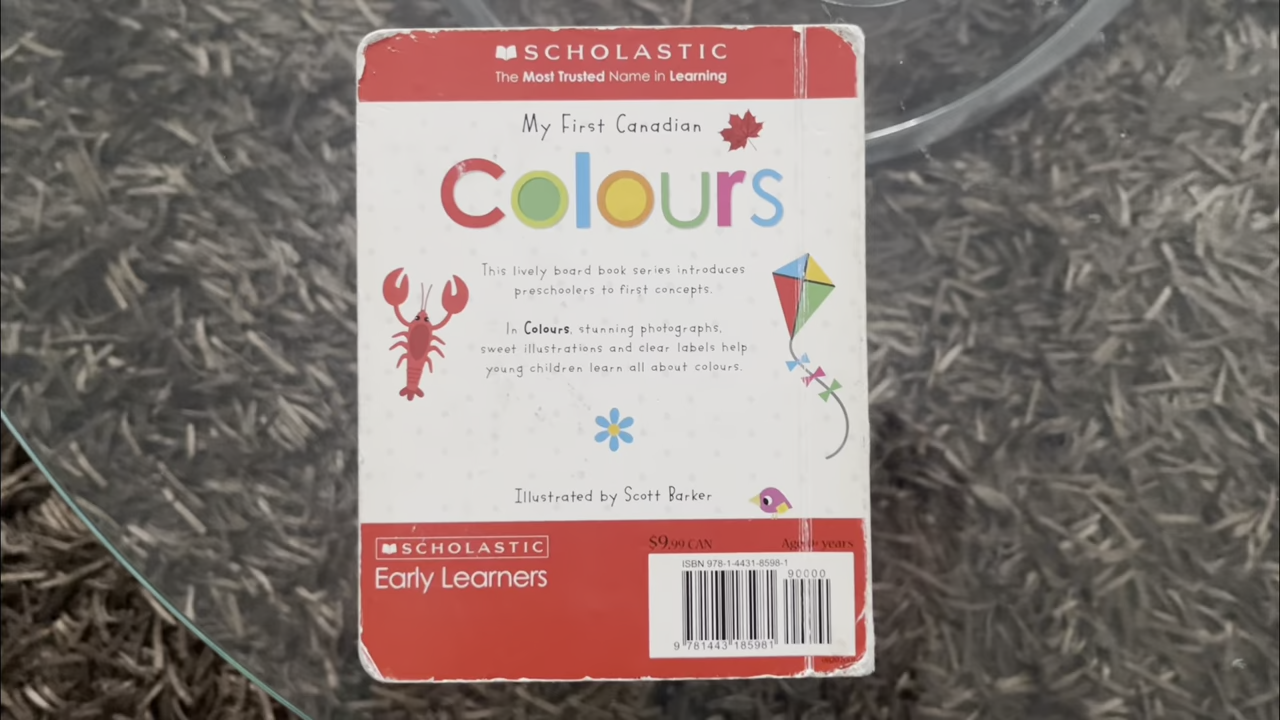 SCHOLASTIC
The Most Trusted Name in Learning
My First Canadian
Colours
This lively board book series introduces
preschoolers to first concepts.
In Colours, stunning photographs,
sweet illustrations and clear labels help
young children learn all about colours.
Illustrated by Scott Barker
SCHOLASTIC
Early Learners
$9.99 CAN
Ages 0+ years
ISBN 978-1-4431-8598-1
90000
9 781443 185981